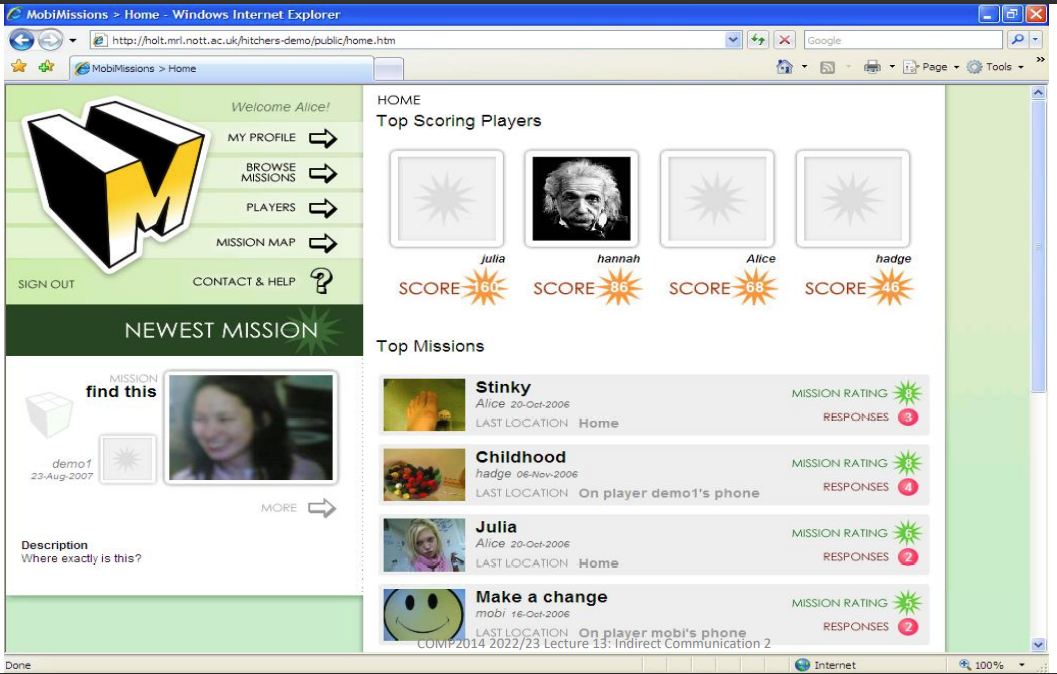 MobiMissions > Home - Windows Internet Explorer
http://holt.mrl.nott.ac.uk/hitchers-demo/public/home.htm
Google
MobiMissions > Home
Page
Tools
Welcome Alice!
MY PROFILE
BROWSE
MISSIONS
PLAYERS
MISSION MAP
SIGN OUT
CONTACT & HELP
NEWEST MISSION
MISSION
find this
demo1
23-Aug-2007
MORE
Description
Where exactly is this?
HOME
Top Scoring Players
julia
hannah
Alice
hadge
SCORE 160
SCORE 86
SCORE 68
SCORE 46
Top Missions
Stinky
Alice 20-Oct-2006
LAST LOCATION Home
MISSION RATING 8
RESPONSES 3
Childhood
hadge 06-Nov-2006
LAST LOCATION On player demo1's phone
MISSION RATING 8
RESPONSES 4
Julia
Alice 20-Oct-2006
LAST LOCATION Home
MISSION RATING 6
RESPONSES 2
Make a change
mobi 16-Oct-2006
LAST LOCATION On player mobi's phone
MISSION RATING 5
RESPONSES 2
COMP2014 2022/23 Lecture 13: Indirect Communication 2
Done
Internet
100%